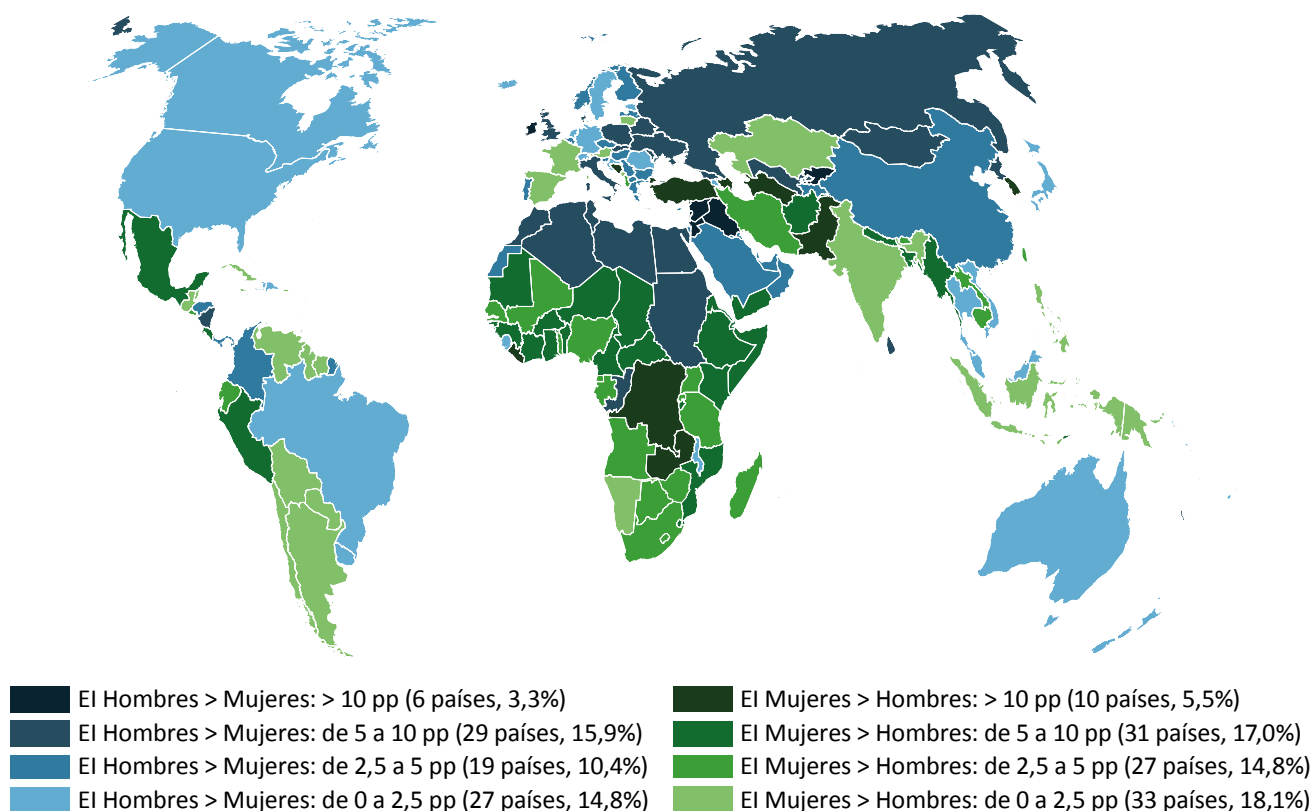 EI Hombres > Mujeres: > 10 pp (6 países, 3,3%)
EI Hombres > Mujeres: de 5 a 10 pp (29 países, 15,9%)
EI Hombres > Mujeres: de 2,5 a 5 pp (19 países, 10,4%)
EI Hombres > Mujeres: de 0 a 2,5 pp (27 países, 14,8%)
EI Mujeres > Hombres: > 10 pp (10 países, 5,5%)
EI Mujeres > Hombres: de 5 a 10 pp (31 países, 17,0%)
EI Mujeres > Hombres: de 2,5 a 5 pp (27 países, 14,8%)
EI Mujeres > Hombres: de 0 a 2,5 pp (33 países, 18,1%)